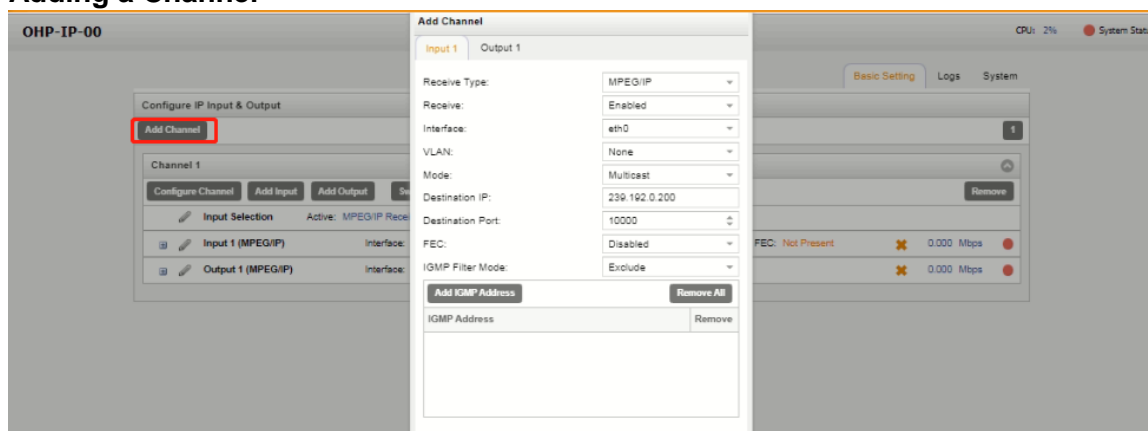 Adding a Channel
OHP-IP-00
CPU: 2%
System Statu
Basic Setting Logs System
Configure IP Input & Output
Add Channel
1
Channel 1
Configure Channel Add Input Add Output
Remove
Input Selection Active: MPEG/IP Recei
Input 1 (MPEG/IP) Interface: FEC: Not Present 0.000 Mbps
Output 1 (MPEG/IP) Interface: 0.000 Mbps
Add Channel
Input 1 Output 1
Receive Type: MPEG/IP
Receive: Enabled
Interface: eth0
VLAN: None
Mode: Multicast
Destination IP: 239.192.0.200
Destination Port: 10000
FEC: Disabled
IGMP Filter Mode: Exclude
Add IGMP Address Remove All
IGMP Address Remove